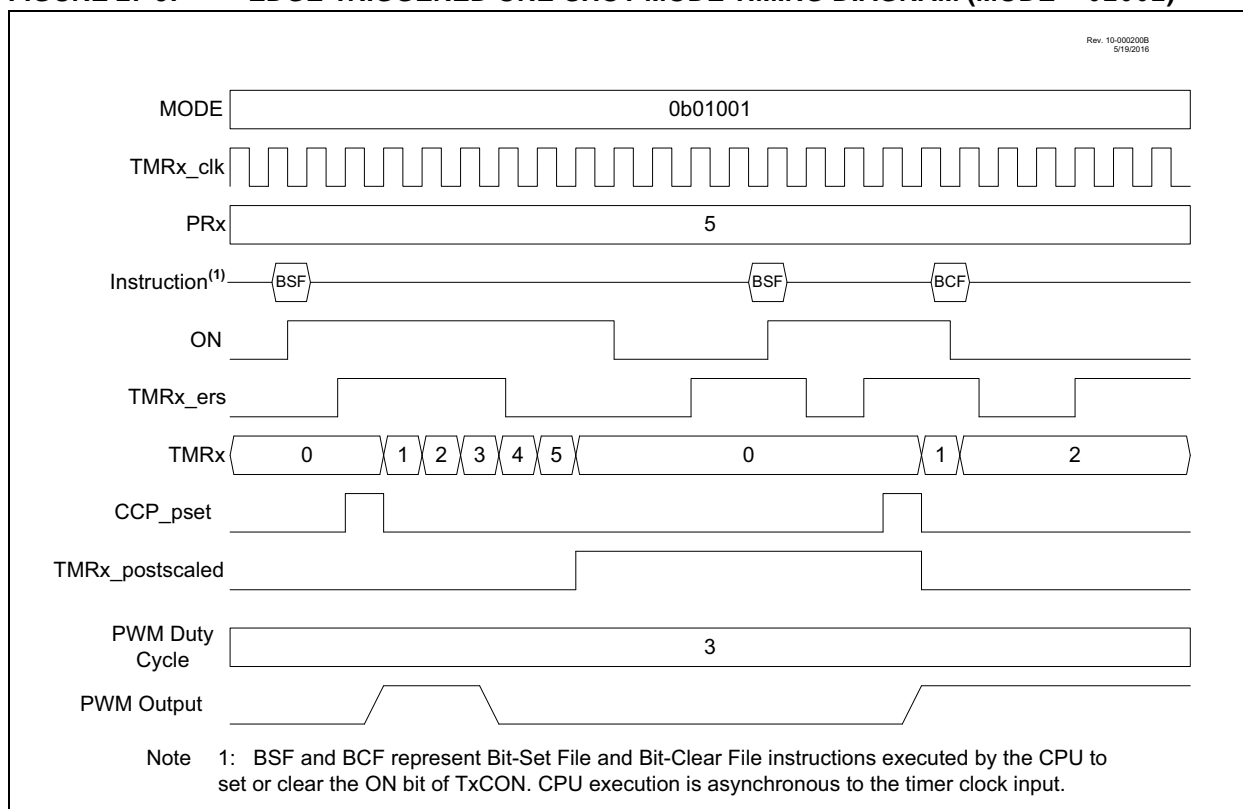 EDGE TRIGGERED ONE-SHOT MODE TIMING DIAGRAM (MODE
Rev. 10-000200B
5/19/2016
MODE 0b01001
TMRx_clk
PRx 5
Instruction(1) BSF BSF BCF
ON
TMRx_ers
TMRx 0 1 2 3 4 5 0 1 2
CCP_pset
TMRx_postscaled
PWM Duty
Cycle 3
PWM Output
Note 1: BSF and BCF represent Bit-Set File and Bit-Clear File instructions executed by the CPU to
set or clear the ON bit of TxCON. CPU execution is asynchronous to the timer clock input.